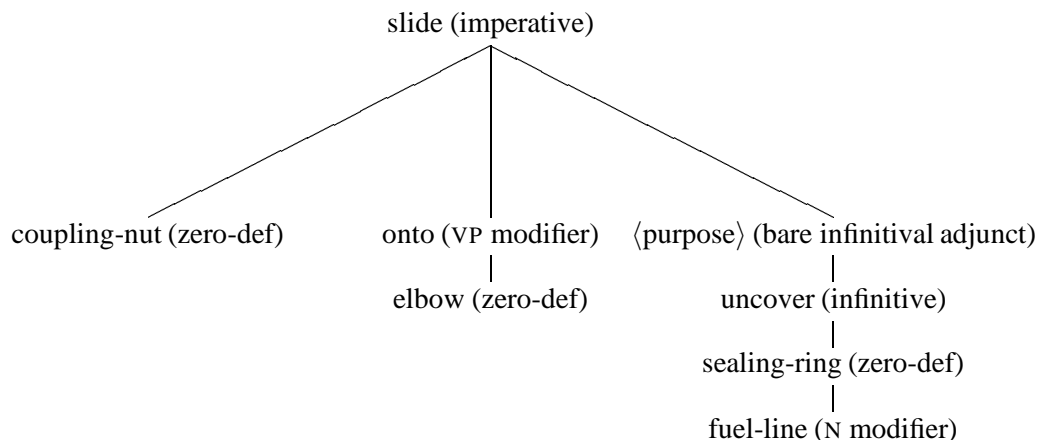 slide (imperative)
coupling-nut (zero-def) onto (VP modifier) ⟨purpose⟩ (bare infinitival adjunct)
elbow (zero-def) uncover (infinitive)
sealing-ring (zero-def)
fuel-line (N modifier)